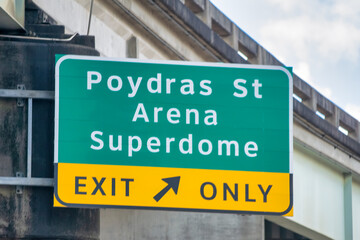 Poydras St
Arena
Superdome
EXIT ONLY